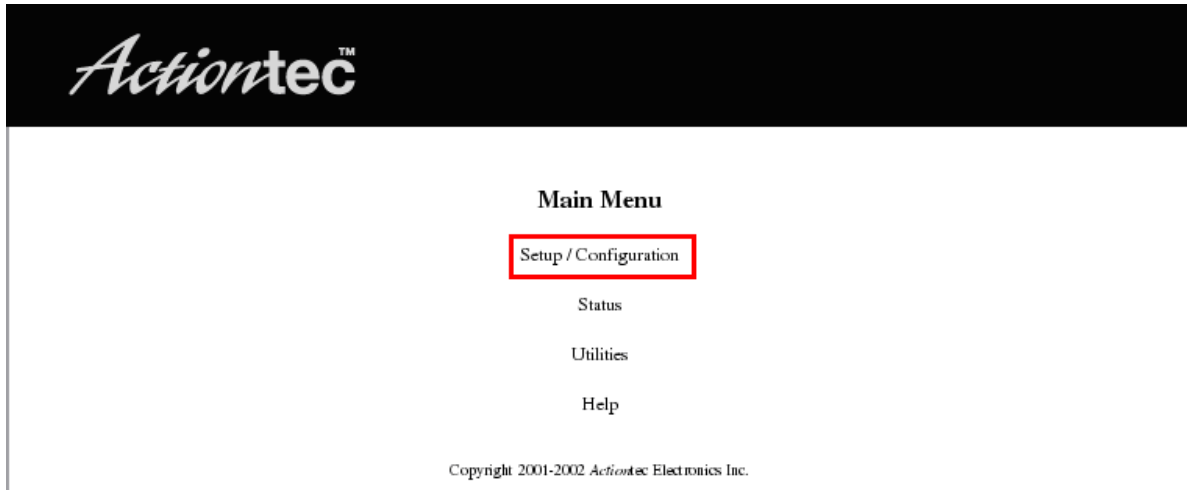 Actiontec™
Main Menu
Setup / Configuration
Status
Utilities
Help
Copyright 2001-2002 Actiontec Electronics Inc.